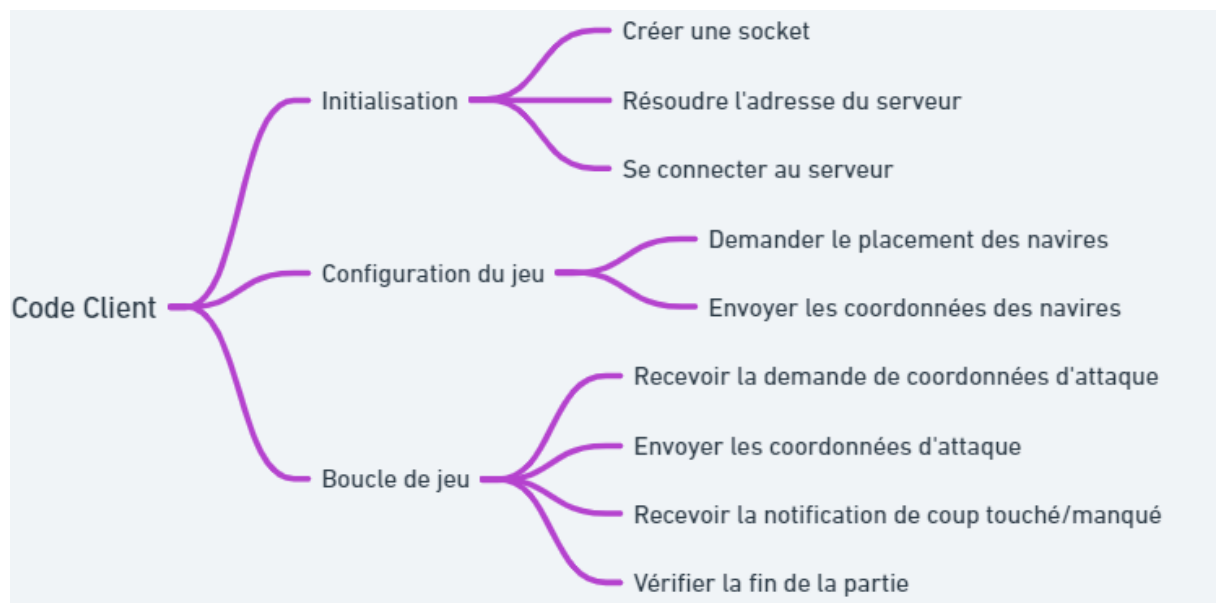 Code Client
Initialisation
Créer une socket
Résoudre l'adresse du serveur
Se connecter au serveur
Configuration du jeu
Demander le placement des navires
Envoyer les coordonnées des navires
Boucle de jeu
Recevoir la demande de coordonnées d'attaque
Envoyer les coordonnées d'attaque
Recevoir la notification de coup touché/manqué
Vérifier la fin de la partie